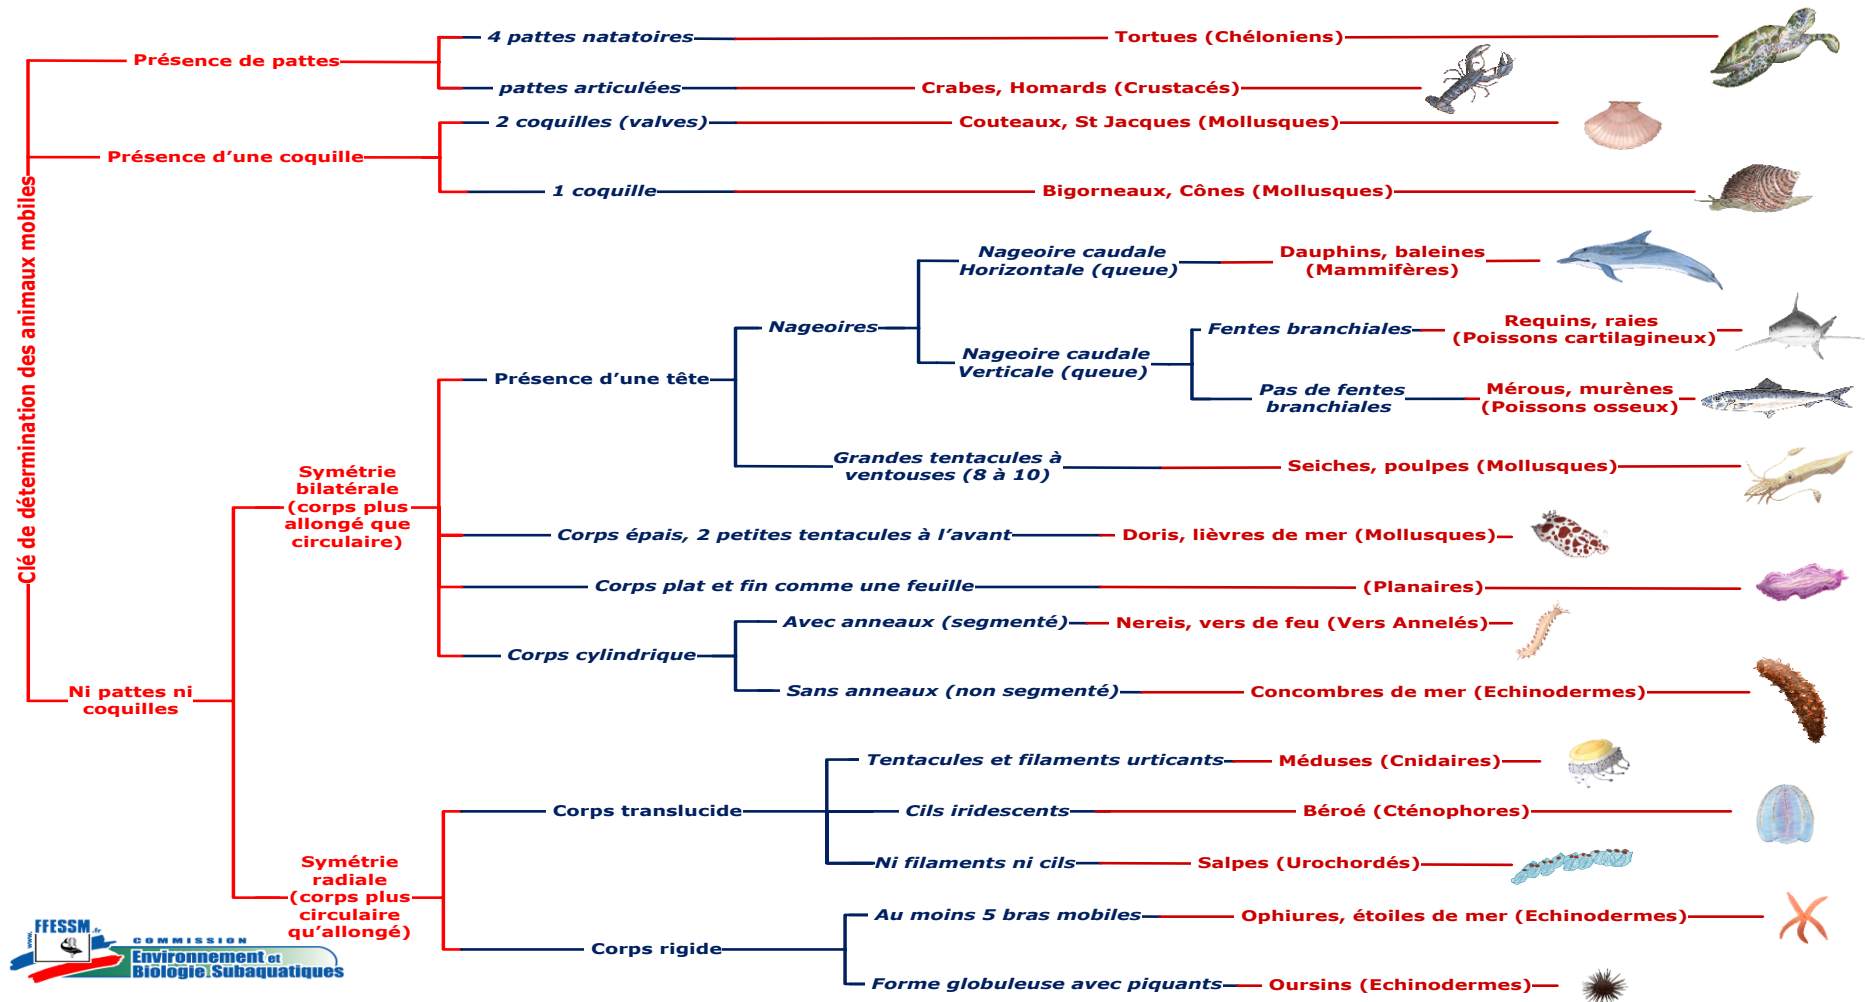 Clé de détermination des animaux mobiles
Présence de pattes
4 pattes natatoires
Tortues (Chéloniens)
pattes articulées
Crabes, Homards (Crustacés)
Présence d’une coquille
2 coquilles (valves)
Couteaux, St Jacques (Mollusques)
1 coquille
Bigorneaux, Cônes (Mollusques)
Ni pattes ni
coquilles
Symétrie
bilatérale
(corps plus
allongé que
circulaire)
Présence d’une tête
Nageoires
Nageoire caudale
Horizontale (queue)
Dauphins, baleines
(Mammifères)
Nageoire caudale
Verticale (queue)
Fentes branchiales
Requins, raies
(Poissons cartilagineux)
Pas de fentes
branchiales
Mérous, murènes
(Poissons osseux)
Grandes tentacules à
ventouses (8 à 10)
Seiches, poulpes (Mollusques)
Corps épais, 2 petites tentacules à l’avant
Doris, lièvres de mer (Mollusques)
Corps plat et fin comme une feuille
(Planaires)
Corps cylindrique
Avec anneaux (segmenté)
Nereis, vers de feu (Vers Annelés)
Sans anneaux (non segmenté)
Concombres de mer (Echinodermes)
Symétrie
radiale
(corps plus
circulaire
qu’allongé)
Corps translucide
Tentacules et filaments urticants
Méduses (Cnidaires)
Cils iridescents
Béroé (Cténophores)
Ni filaments ni cils
Salpes (Urochordés)
Corps rigide
Au moins 5 bras mobiles
Ophiures, étoiles de mer (Echinodermes)
Forme globuleuse avec piquants
Oursins (Echinodermes)
www.FFESSM.fr
COMMISSION
Environnement et
Biologie Subaquatiques